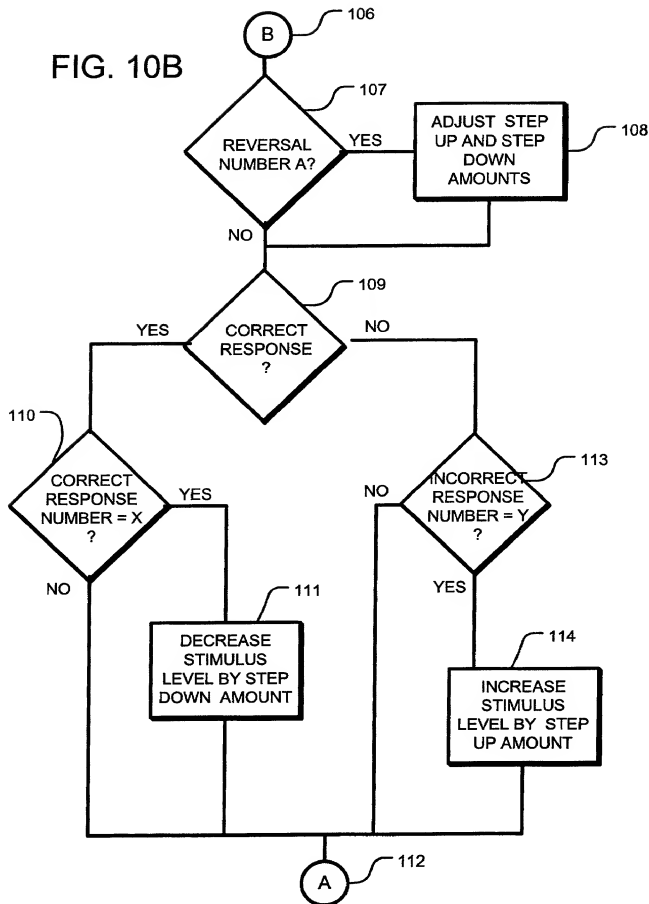 FIG. 10B
B
106
107
REVERSAL
NUMBER A?
YES
ADJUST STEP
UP AND STEP
DOWN
AMOUNTS
108
NO
109
CORRECT
RESPONSE
?
YES
NO
110
CORRECT
RESPONSE
NUMBER = X
?
YES
NO
111
DECREASE
STIMULUS
LEVEL BY STEP
DOWN AMOUNT
113
INCORRECT
RESPONSE
NUMBER = Y
?
NO
YES
114
INCREASE
STIMULUS
LEVEL BY STEP
UP AMOUNT
A
112